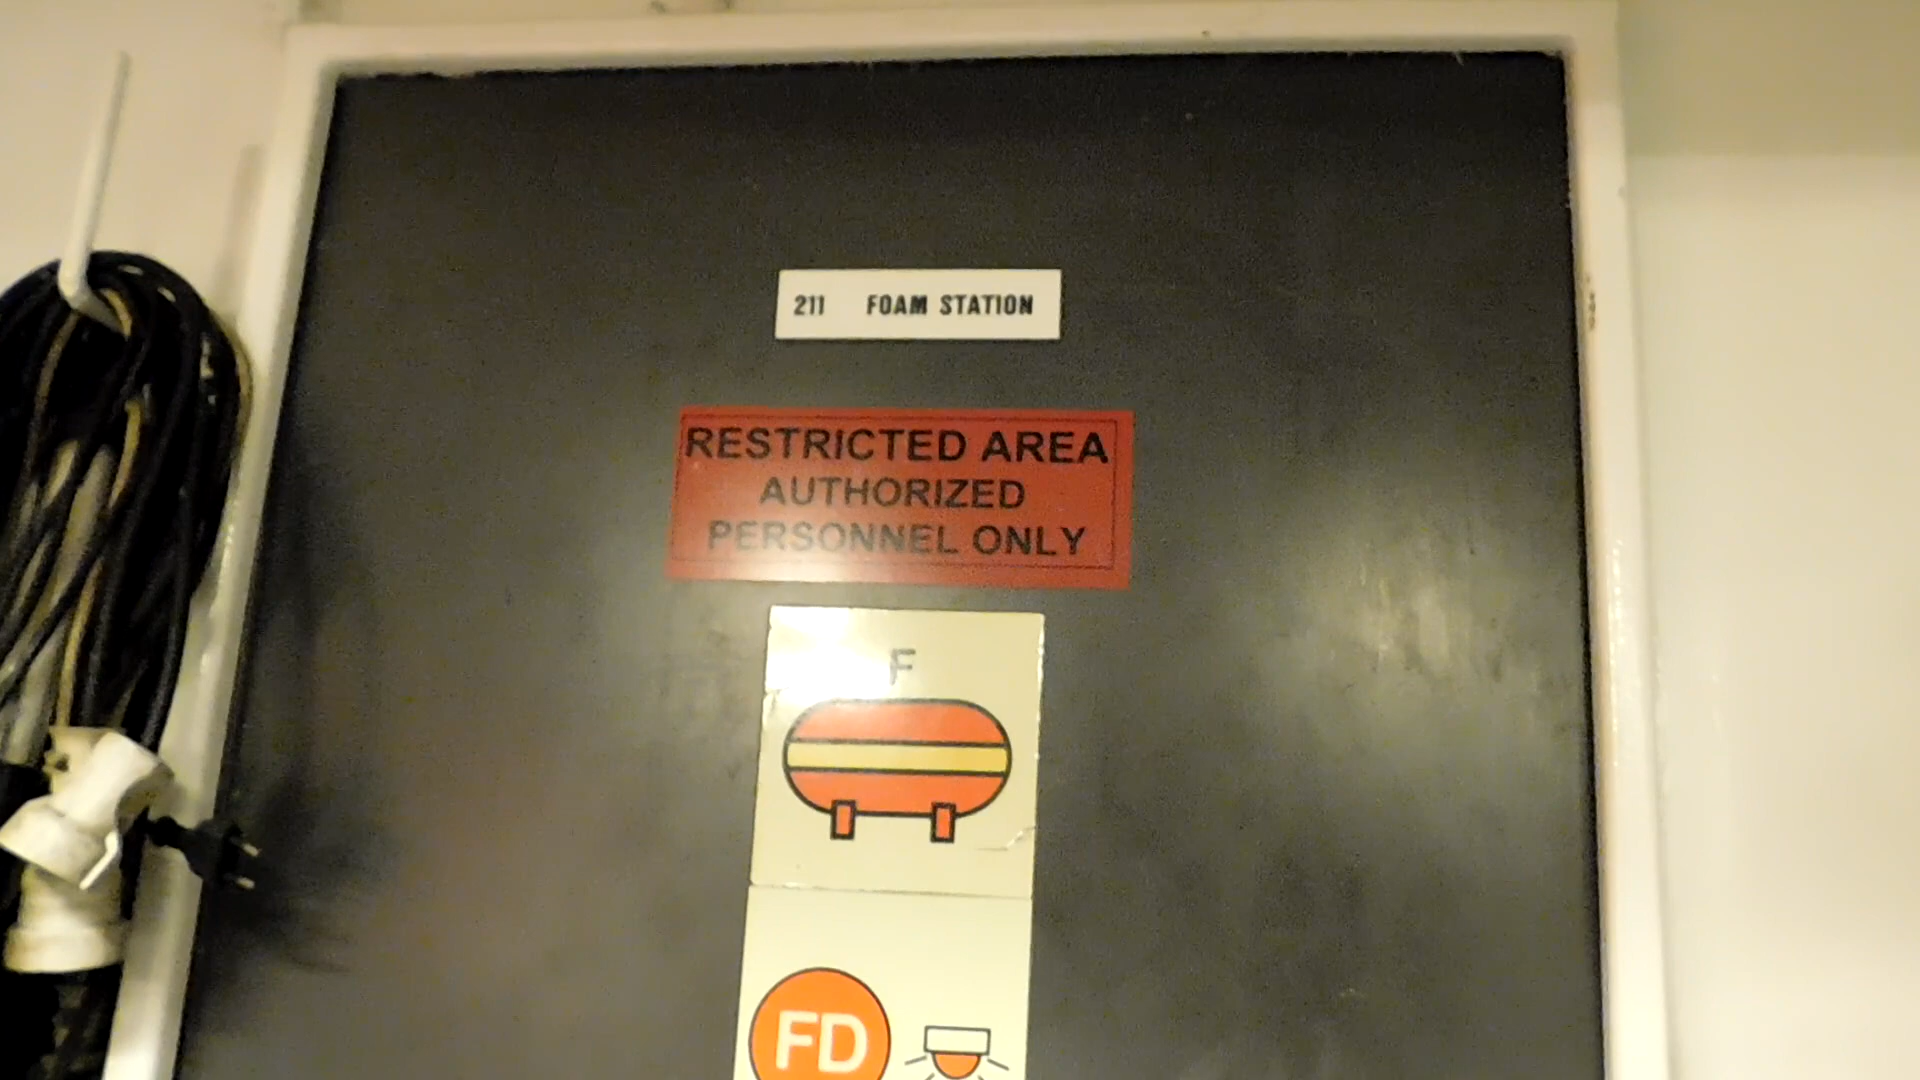 211 FOAM STATION
RESTRICTED AREA
AUTHORIZED
PERSONNEL ONLY
F
FD